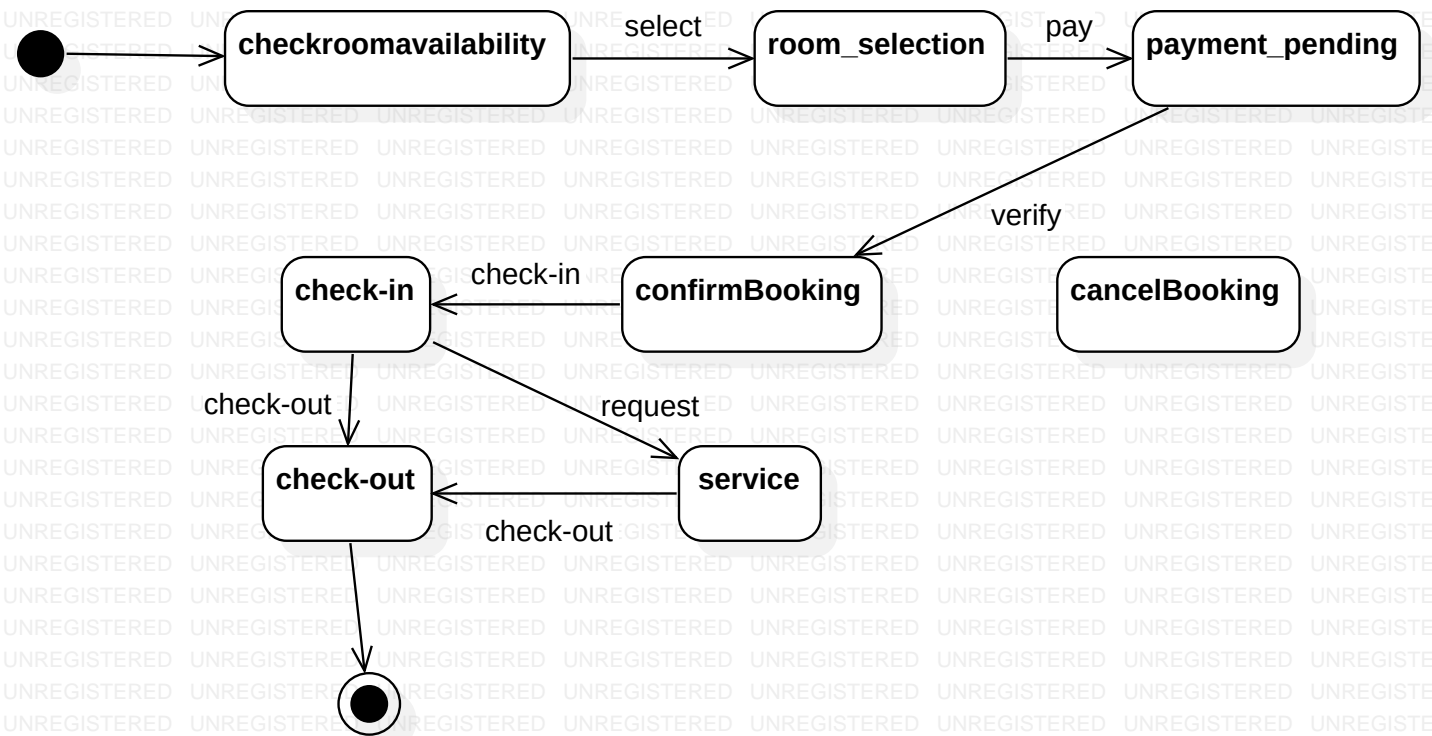 select
pay
checkroomavailability
room_selection
payment_pending
verify
check-in
check-in
confirmBooking
cancelBooking
check-out
request
check-out
service
check-out
UNREGISTERED